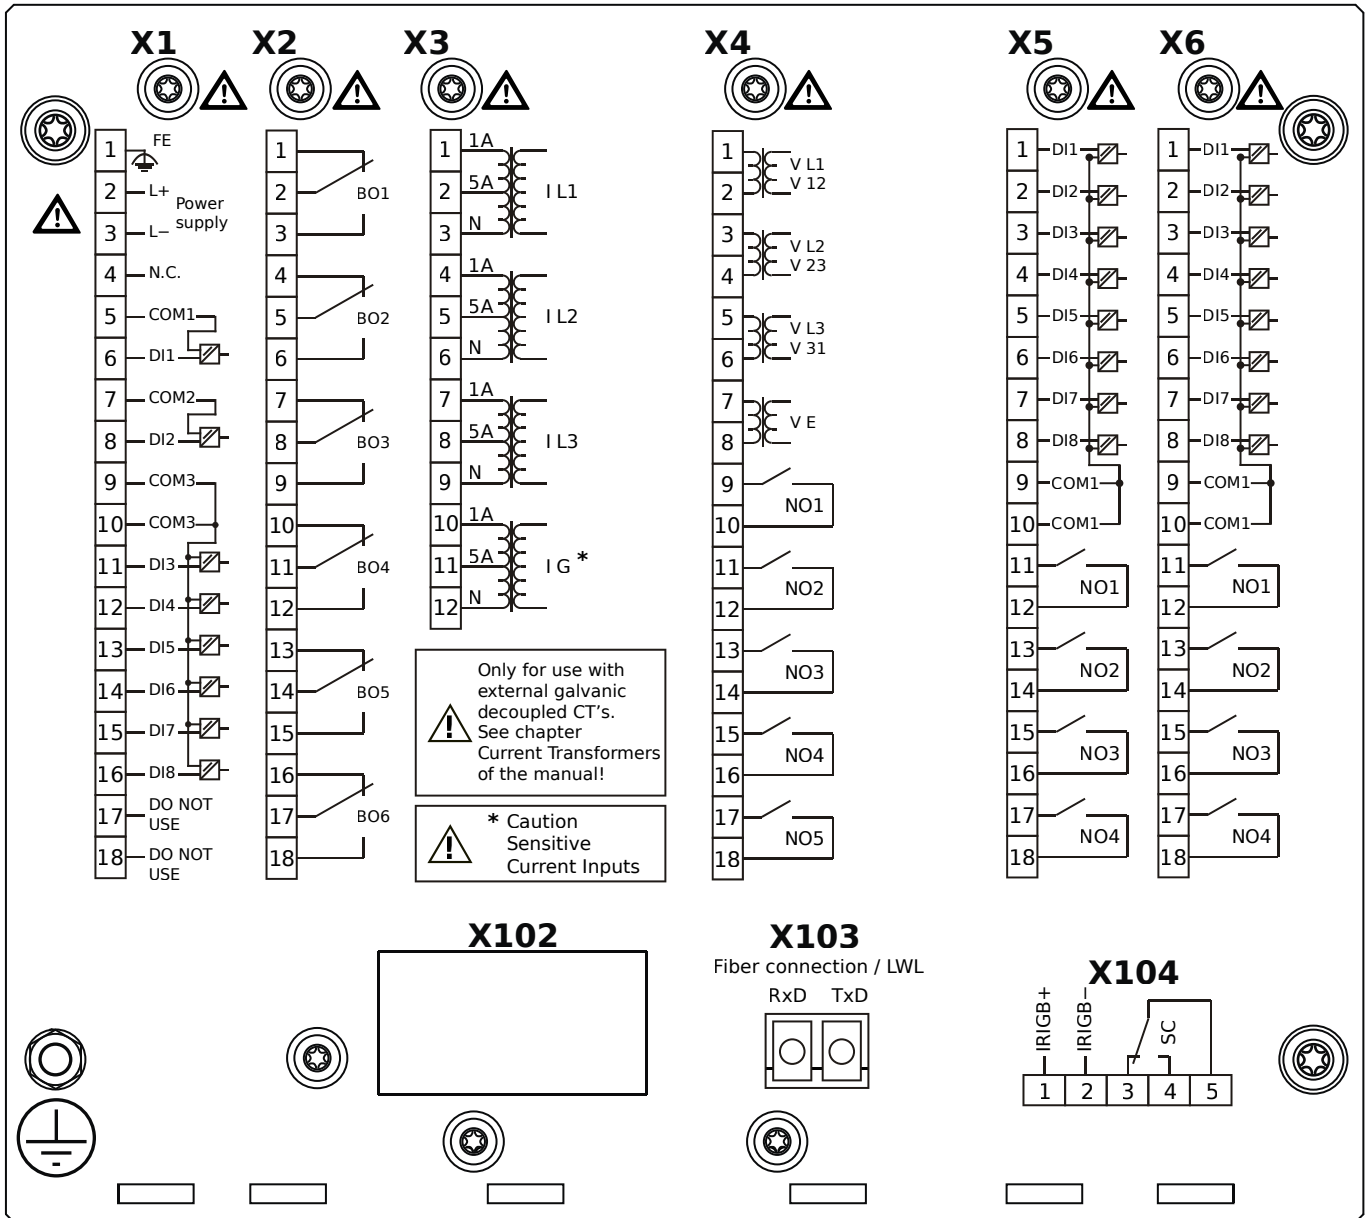 X1
X2
X3
X4
X5
X6
1
FE
2
L+
Power
supply
3
L−
4
N.C.
5
COM1
6
DI1
7
COM2
8
DI2
9
COM3
10
COM3
11
DI3
12
DI4
13
DI5
14
DI6
15
DI7
16
DI8
17
DO NOT
USE
18
DO NOT
USE
1
2
BO1
3
4
5
BO2
6
7
8
BO3
9
10
11
BO4
12
13
14
BO5
15
16
17
BO6
18
1
1A
2
5A
I L1
3
N
4
1A
5
5A
I L2
6
N
7
1A
8
5A
I L3
9
N
10
1A
11
5A
I G *
12
N
Only for use with
external galvanic
decoupled CT's.
See chapter
Current Transformers
of the manual!
* Caution
Sensitive
Current Inputs
1
V L1
V 12
2
3
V L2
V 23
4
5
V L3
V 31
6
7
V E
8
9
NO1
10
11
NO2
12
13
NO3
14
15
NO4
16
17
NO5
18
1
DI1
2
DI2
3
DI3
4
DI4
5
DI5
6
DI6
7
DI7
8
DI8
9
COM1
10
COM1
11
NO1
12
13
NO2
14
15
NO3
16
17
NO4
18
1
DI1
2
DI2
3
DI3
4
DI4
5
DI5
6
DI6
7
DI7
8
DI8
9
COM1
10
COM1
11
NO1
12
13
NO2
14
15
NO3
16
17
NO4
18
X102
X103
Fiber connection / LWL
RxD TxD
X104
IRIGB+
IRIGB−
SC
1 2 3 4 5